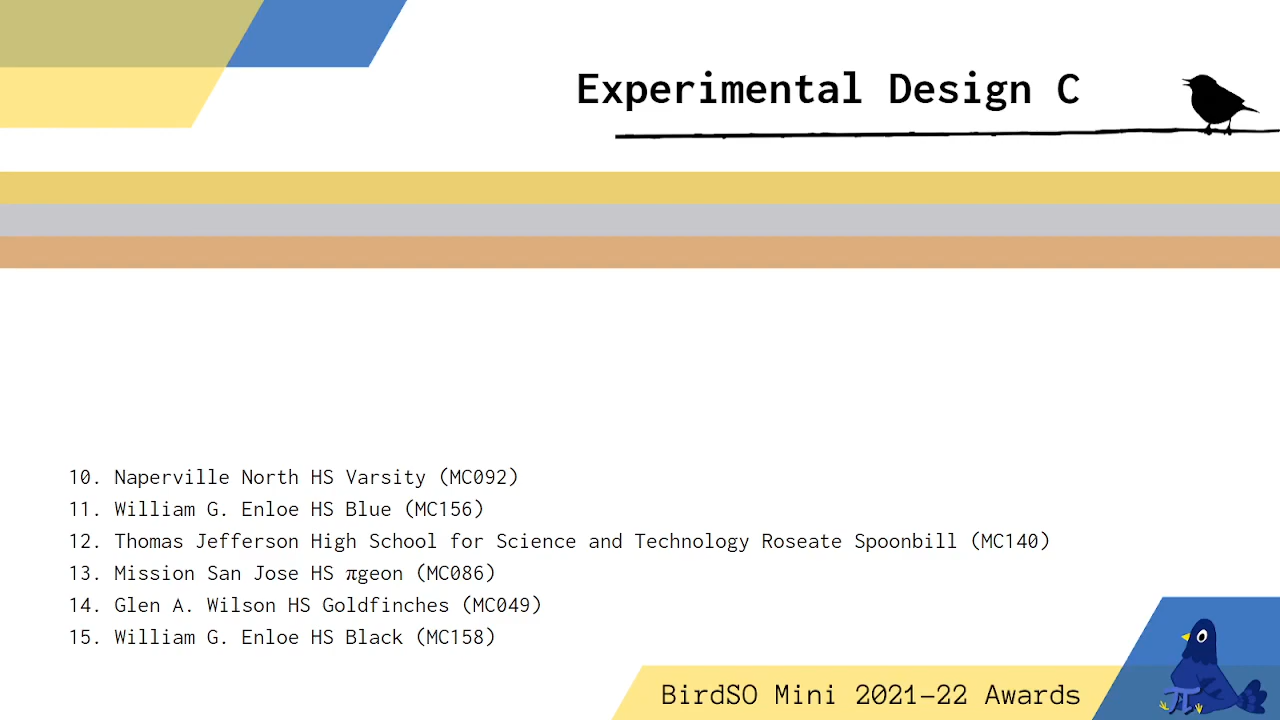 Experimental Design C
10. Naperville North HS Varsity (MC092)
11. William G. Enloe HS Blue (MC156)
12. Thomas Jefferson High School for Science and Technology Roseate Spoonbill (MC140)
13. Mission San Jose HS πgeon (MC086)
14. Glen A. Wilson HS Goldfinches (MC049)
15. William G. Enloe HS Black (MC158)
BirdSO Mini 2021-22 Awards
π